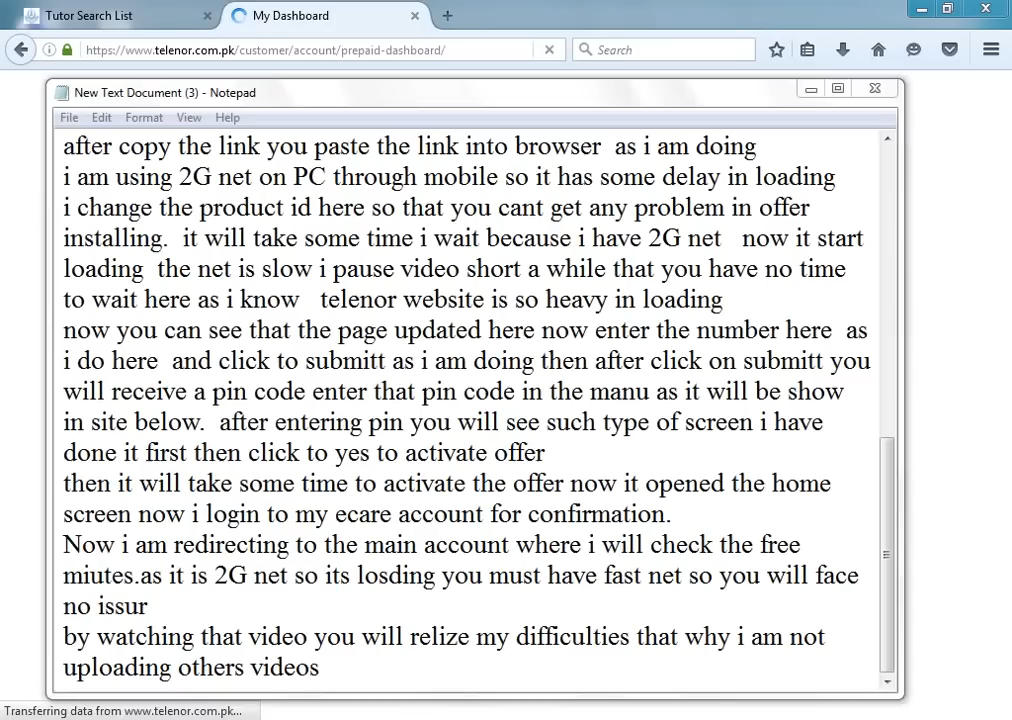 Tutor Search List
My Dashboard
https://www.telenor.com.pk/customer/account/prepaid-dashboard/
Search
New Text Document (3) - Notepad
File Edit Format View Help
after copy the link you paste the link into browser as i am doing
i am using 2G net on PC through mobile so it has some delay in loading
i change the product id here so that you cant get any problem in offer
installing. it will take some time i wait because i have 2G net now it start
loading the net is slow i pause video short a while that you have no time
to wait here as i know telenor website is so heavy in loading
now you can see that the page updated here now enter the number here as
i do here and click to submitt as i am doing then after click on submitt you
will receive a pin code enter that pin code in the manu as it will be show
in site below. after entering pin you will see such type of screen i have
done it first then click to yes to activate offer
then it will take some time to activate the offer now it opened the home
screen now i login to my ecare account for confirmation.
Now i am redirecting to the main account where i will check the free
miutes.as it is 2G net so its losding you must have fast net so you will face
no issur
by watching that video you will relize my difficulties that why i am not
uploading others videos
Transferring data from www.telenor.com.pk...